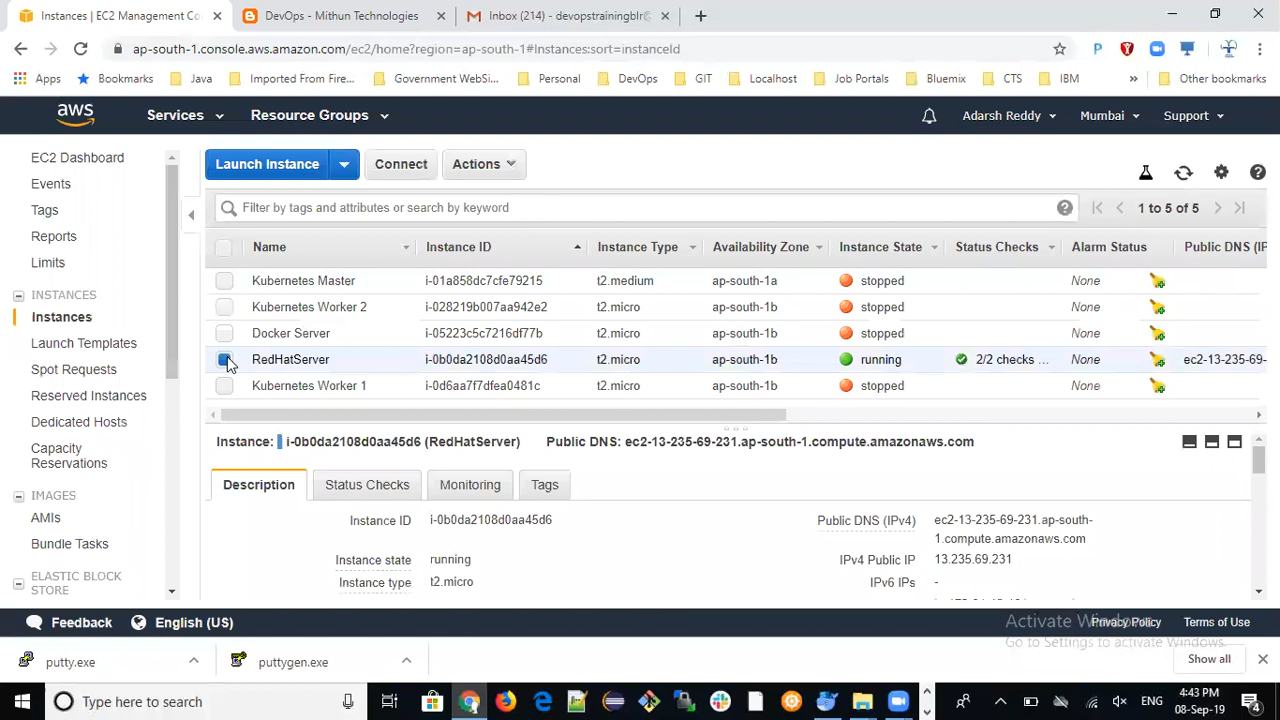 Instances | EC2 Management Co
DevOps - Mithun Technologies
Inbox (214) - devopstrainingblr@
ap-south-1.console.aws.amazon.com/ec2/home?region=ap-south-1#Instances:sort=instanceId
Apps
Bookmarks
Java
Imported From Fire...
Government WebSi...
Personal
DevOps
GIT
Localhost
Job Portals
Bluemix
CTS
IBM
»
Other bookmarks
aws
Services
Resource Groups
Adarsh Reddy
Mumbai
Support
EC2 Dashboard
Events
Tags
Reports
Limits
INSTANCES
Instances
Launch Templates
Spot Requests
Reserved Instances
Dedicated Hosts
Capacity
Reservations
IMAGES
AMIs
Bundle Tasks
ELASTIC BLOCK
STORE
Launch Instance
Connect
Actions
Filter by tags and attributes or search by keyword
1 to 5 of 5
Name Instance ID Instance Type Availability Zone Instance State Status Checks Alarm Status Public DNS (IP
Kubernetes Master i-01a858dc7cfe79215 t2.medium ap-south-1a stopped None
Kubernetes Worker 2 i-028219b007aa942e2 t2.micro ap-south-1b stopped None
Docker Server i-05223c5c7216df77b t2.micro ap-south-1b stopped None
RedHatServer i-0b0da2108d0aa45d6 t2.micro ap-south-1b running 2/2 checks ... None ec2-13-235-69-
Kubernetes Worker 1 i-0d6aa7f7dfea0481c t2.micro ap-south-1b stopped None
Instance: i-0b0da2108d0aa45d6 (RedHatServer) Public DNS: ec2-13-235-69-231.ap-south-1.compute.amazonaws.com
Description
Status Checks
Monitoring
Tags
Instance ID i-0b0da2108d0aa45d6
Public DNS (IPv4) ec2-13-235-69-231.ap-south-
1.compute.amazonaws.com
Instance state running
IPv4 Public IP 13.235.69.231
Instance type t2.micro
IPv6 IPs -
Feedback
English (US)
Privacy Policy
Terms of Use
Activate Windows
Go to Settings to activate Windows.
putty.exe
puttygen.exe
Show all
Type here to search
ENG
4:43 PM
08-Sep-19
4